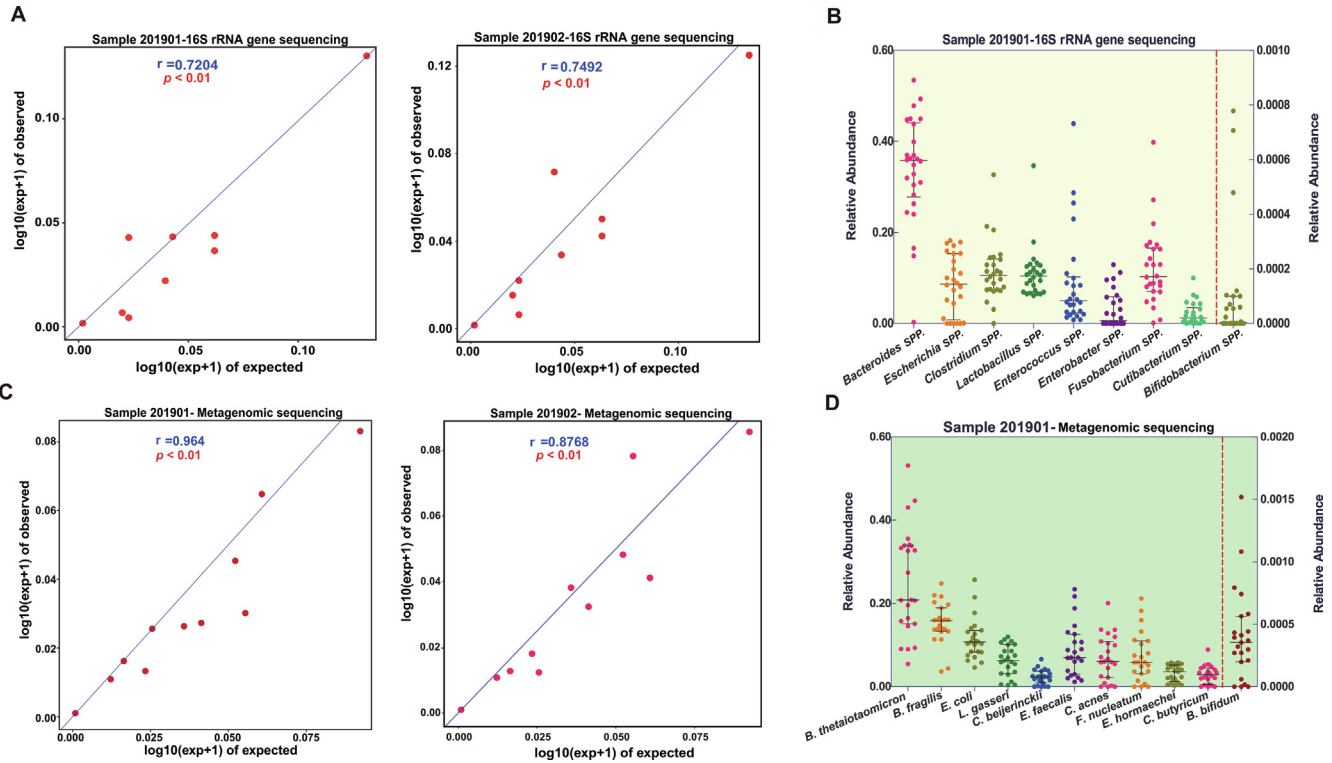 A
Sample 201901-16S rRNA gene sequencing
r =0.7204
p < 0.01
log10(exp+1) of observed
0.10
0.05
0.00
0.00
0.05
0.10
log10(exp+1) of expected
Sample 201902-16S rRNA gene sequencing
r =0.7492
p < 0.01
log10(exp+1) of observed
0.12
0.08
0.04
0.00
0.00
0.05
0.10
log10(exp+1) of expected
B
Sample 201901-16S rRNA gene sequencing
Relative Abundance
0.60
0.40
0.20
0.00
0.0010
0.0008
0.0006
0.0004
0.0002
0.0000
Relative Abundance
Bacteroides SPP.
Escherichia SPP.
Clostridium SPP.
Lactobacillus SPP.
Enterococcus SPP.
Enterobacter SPP.
Fusobacterium SPP.
Cutibacterium SPP.
Bifidobacterium SPP.
C
Sample 201901- Metagenomic sequencing
r =0.964
p < 0.01
log10(exp+1) of observed
0.08
0.06
0.04
0.02
0.00
0.000
0.025
0.050
0.075
log10(exp+1) of expected
Sample 201902- Metagenomic sequencing
r =0.8768
p < 0.01
log10(exp+1) of observed
0.08
0.06
0.04
0.02
0.00
0.000
0.025
0.050
0.075
log10(exp+1) of expected
D
Sample 201901- Metagenomic sequencing
Relative Abundance
0.60
0.40
0.20
0.00
0.0020
0.0015
0.0010
0.0005
0.0000
Relative Abundance
B. thetaiotaomicron
B. fragilis
E. coli
L. gasseri
C. beijerinckii
E. faecalis
C. acnes
F. nucleatum
E. hormaechei
C. butyricum
B. bifidum